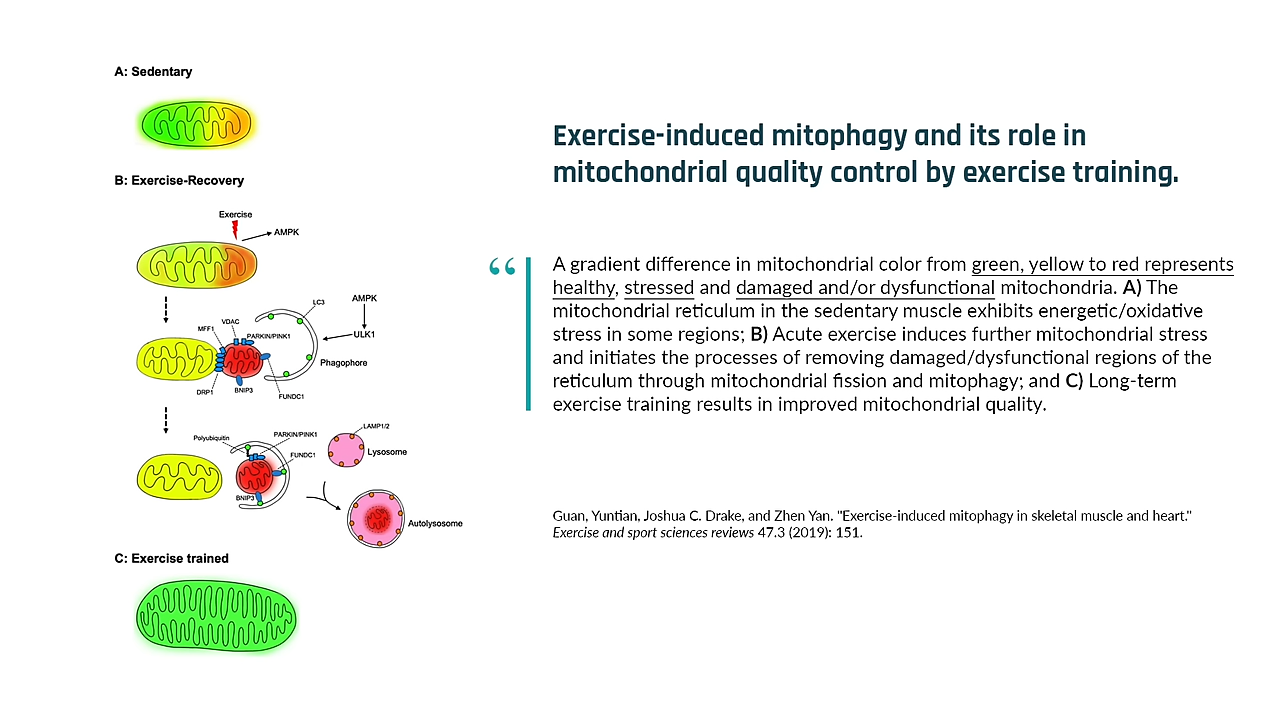 A: Sedentary
B: Exercise-Recovery
Exercise
AMPK
LC3
AMPK
VDAC
MFF1
PARKIN/PINK1
ULK1
Phagophore
DRP1
BNIP3
FUNDC1
LAMP1/2
Polyubiquitin
PARKIN/PINK1
Lysosome
FUNDC1
BNIP3
Autolysosome
C: Exercise trained
Exercise-induced mitophagy and its role in
mitochondrial quality control by exercise training.
“
A gradient difference in mitochondrial color from green, yellow to red represents
healthy, stressed and damaged and/or dysfunctional mitochondria. A) The
mitochondrial reticulum in the sedentary muscle exhibits energetic/oxidative
stress in some regions; B) Acute exercise induces further mitochondrial stress
and initiates the processes of removing damaged/dysfunctional regions of the
reticulum through mitochondrial fission and mitophagy; and C) Long-term
exercise training results in improved mitochondrial quality.
Guan, Yuntian, Joshua C. Drake, and Zhen Yan. "Exercise-induced mitophagy in skeletal muscle and heart."
Exercise and sport sciences reviews 47.3 (2019): 151.